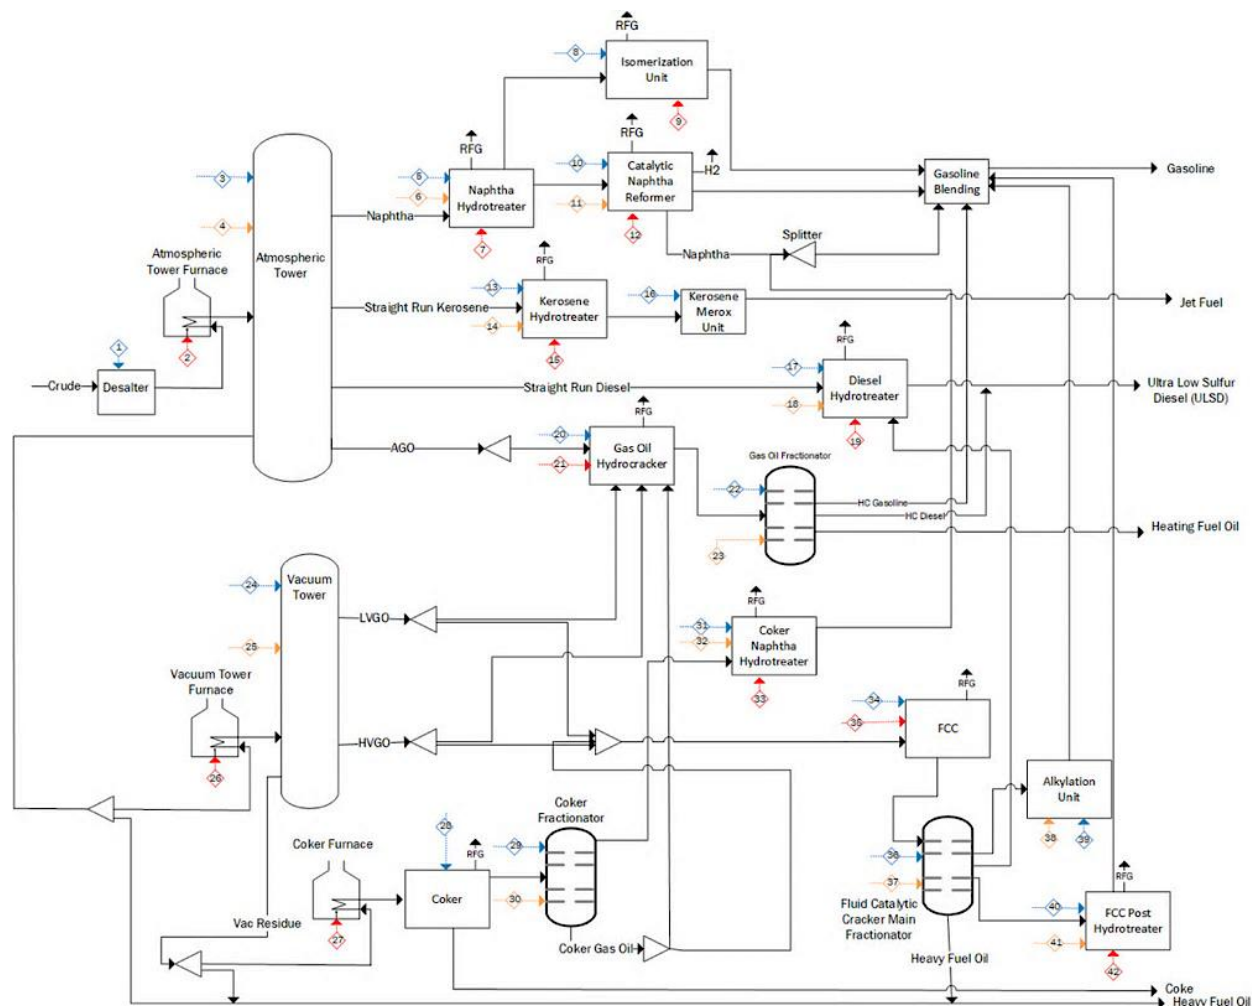 RFG
8
Isomerization
Unit
9
RFG
RFG
3
5
6
Naphtha
Hydrotreater
7
10
11
Catalytic
Naphtha
Reformer
12
H2
Gasoline
Blending
Gasoline
4
Naphtha
Atmospheric
Tower Furnace
2
Atmospheric
Tower
Naphtha
Splitter
RFG
13
14
Kerosene
Hydrotreater
15
16
Kerosene
Merox
Unit
Jet Fuel
Straight Run Kerosene
1
Crude
Desalter
Straight Run Diesel
RFG
17
18
Diesel
Hydrotreater
19
Ultra Low Sulfur
Diesel (ULSD)
AGO
RFG
20
21
Gas Oil
Hydrocracker
Gas Oil Fractionator
22
23
HC Gasoline
HC Diesel
Heating Fuel Oil
24
25
Vacuum
Tower
LVGO
Vacuum Tower
Furnace
26
HVGO
RFG
31
32
Coker
Naphtha
Hydrotreater
33
RFG
34
35
FCC
Alkylation
Unit
38
39
Coker Furnace
27
28
RFG
Coker
Coker
Fractionator
29
30
Coker Gas Oil
Vac Residue
36
37
Fluid Catalytic
Cracker Main
Fractionator
Heavy Fuel Oil
RFG
40
41
FCC Post
Hydrotreater
42
Coke
Heavy Fuel Oil